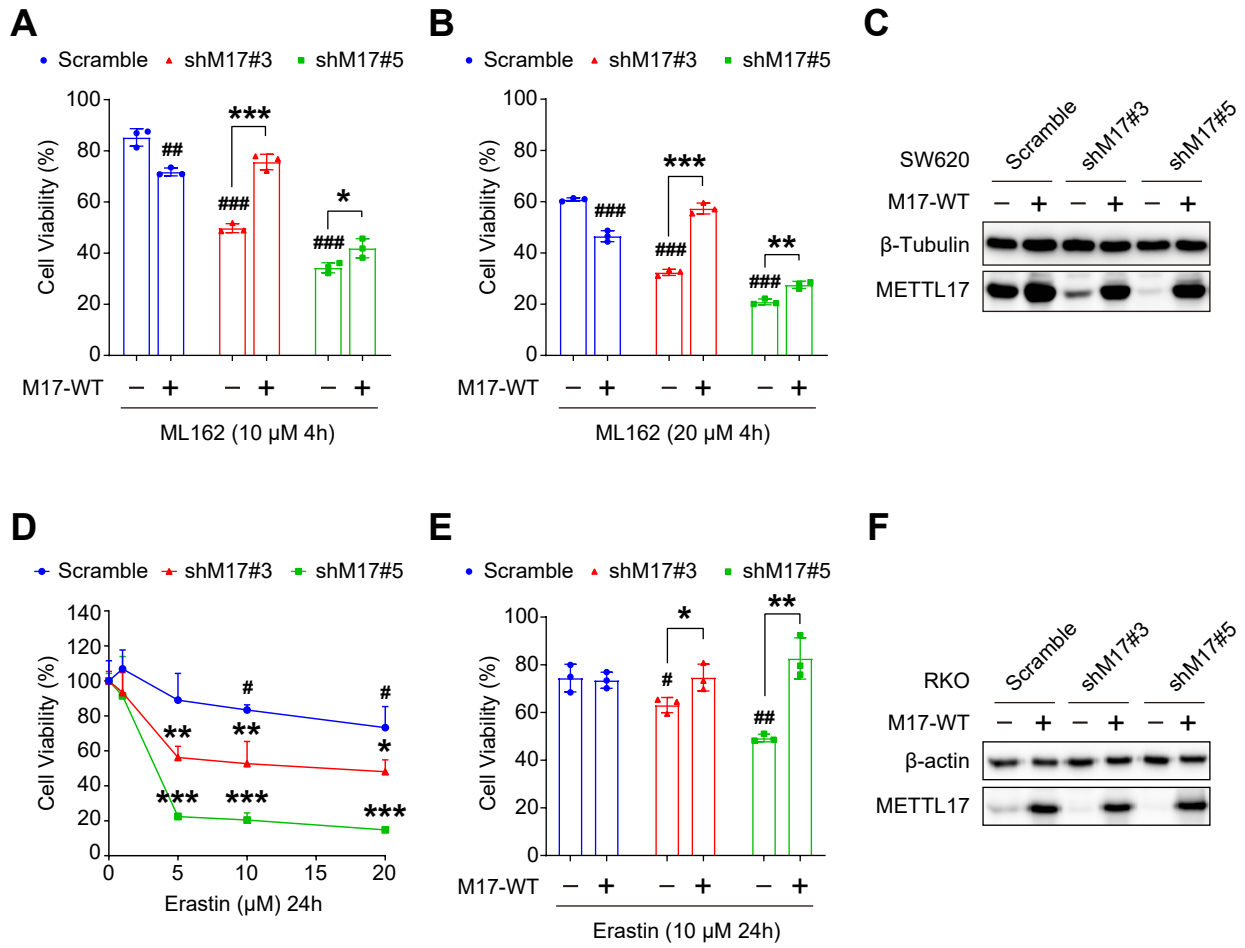 A
Scramble shM17#3 shM17#5
Cell Viability (%)
100
80
60
40
20
0
##
###
***
###
*
M17-WT − + − + − +
ML162 (10 μM 4h)
B
Scramble shM17#3 shM17#5
Cell Viability (%)
100
80
60
40
20
0
###
###
***
###
**
M17-WT − + − + − +
ML162 (20 μM 4h)
C
SW620
Scramble shM17#3 shM17#5
M17-WT − + − + − +
β-Tubulin
METTL17
D
Scramble shM17#3 shM17#5
Cell Viability (%)
140
120
100
80
60
40
20
0
# #
** ** *
*** *** ***
0 5 10 15 20
Erastin (μM) 24h
E
Scramble shM17#3 shM17#5
Cell Viability (%)
100
80
60
40
20
0
#
*
##
**
M17-WT − + − + − +
Erastin (10 μM 24h)
F
RKO
Scramble shM17#3 shM17#5
M17-WT − + − + − +
β-actin
METTL17